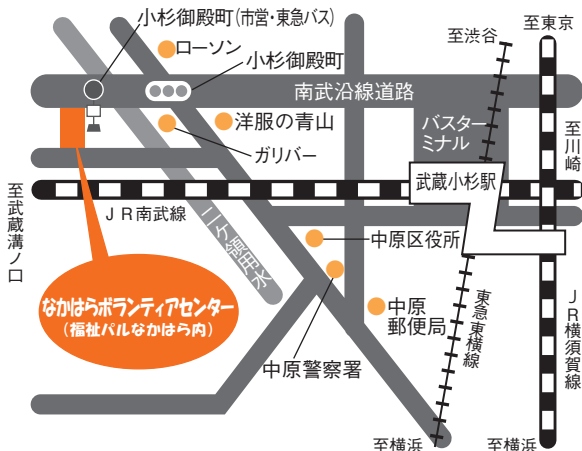 小杉御殿町(市営・東急バス)
ローソン
小杉御殿町
至渋谷
至東京
南武沿線道路
洋服の青山
ガリバー
バスター
ミナル
至川崎
武蔵小杉駅
至武蔵溝ノ口
JR南武線
二ヶ領用水
中原区役所
なかはらボランティアセンター
(福祉パルなかはら内)
中原
郵便局
中原警察署
東急東横線
JR横須賀線
至横浜
至横浜